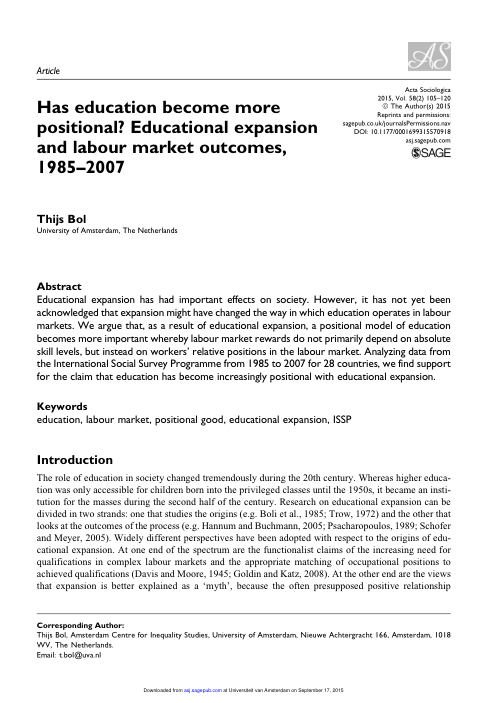 AS
Article
Acta Sociologica
2015, Vol. 58(2) 105–120
© The Author(s) 2015
Reprints and permissions:
sagepub.co.uk/journalsPermissions.nav
DOI: 10.1177/0001699315570918
asj.sagepub.com
SAGE
Has education become more
positional? Educational expansion
and labour market outcomes,
1985–2007
Thijs Bol
University of Amsterdam, The Netherlands
Abstract
Educational expansion has had important effects on society. However, it has not yet been
acknowledged that expansion might have changed the way in which education operates in labour
markets. We argue that, as a result of educational expansion, a positional model of education
becomes more important whereby labour market rewards do not primarily depend on absolute
skill levels, but instead on workers' relative positions in the labour market. Analyzing data from
the International Social Survey Programme from 1985 to 2007 for 28 countries, we find support
for the claim that education has become increasingly positional with educational expansion.
Keywords
education, labour market, positional good, educational expansion, ISSP
Introduction
The role of education in society changed tremendously during the 20th century. Whereas higher educa-
tion was only accessible for children born into the privileged classes until the 1950s, it became an insti-
tution for the masses during the second half of the century. Research on educational expansion can be
divided in two strands: one that studies the origins (e.g. Boli et al., 1985; Trow, 1972) and the other that
looks at the outcomes of the process (e.g. Hannum and Buchmann, 2005; Psacharopoulos, 1989; Schofer
and Meyer, 2005). Widely different perspectives have been adopted with respect to the origins of edu-
cational expansion. At one end of the spectrum are the functionalist claims of the increasing need for
qualifications in complex labour markets and the appropriate matching of occupational positions to
achieved qualifications (Davis and Moore, 1945; Goldin and Katz, 2008). At the other end are the views
that expansion is better explained as a 'myth', because the often presupposed positive relationship
Corresponding Author:
Thijs Bol, Amsterdam Centre for Inequality Studies, University of Amsterdam, Nieuwe Achtergracht 166, Amsterdam, 1018
WV, The Netherlands.
Email: t.bol@uva.nl
Downloaded from asj.sagepub.com at Universiteit van Amsterdam on September 17, 2015